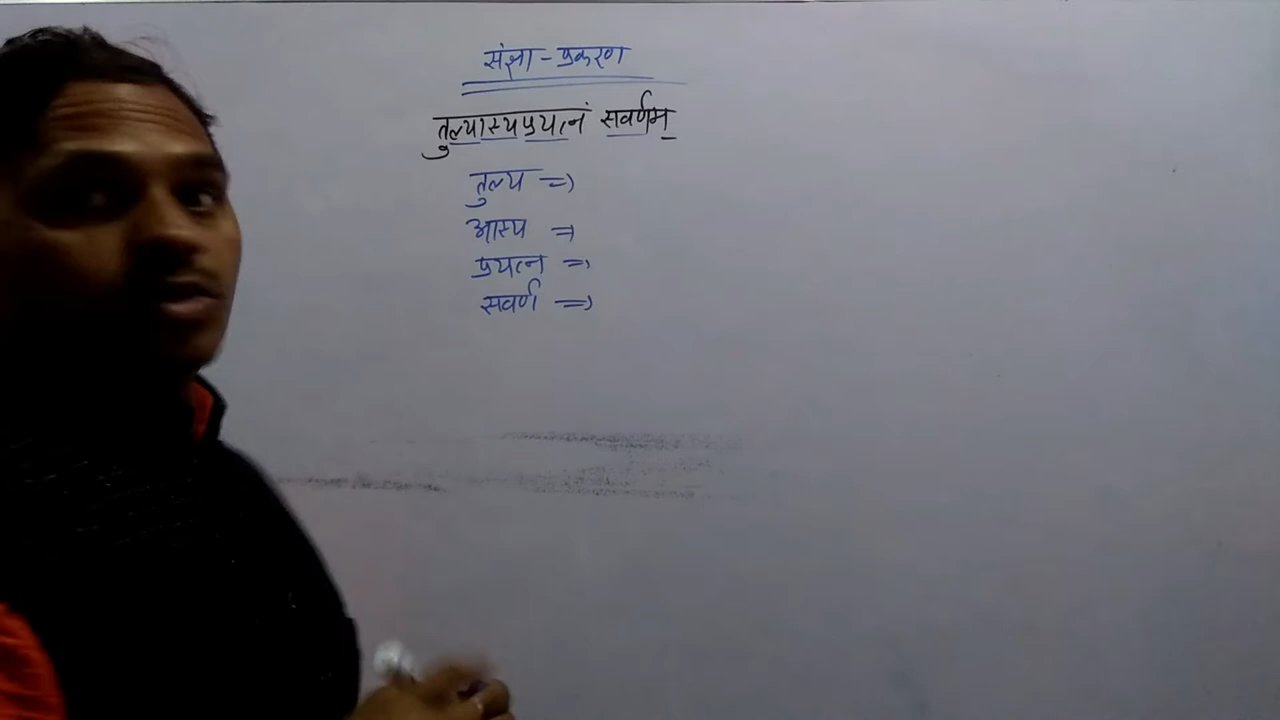 संज्ञा - प्रकरण
तुल्यास्यप्रयत्नं सवर्णम्
तुल्य =>
आस्य =>
प्रयत्न =>
सवर्ण =>